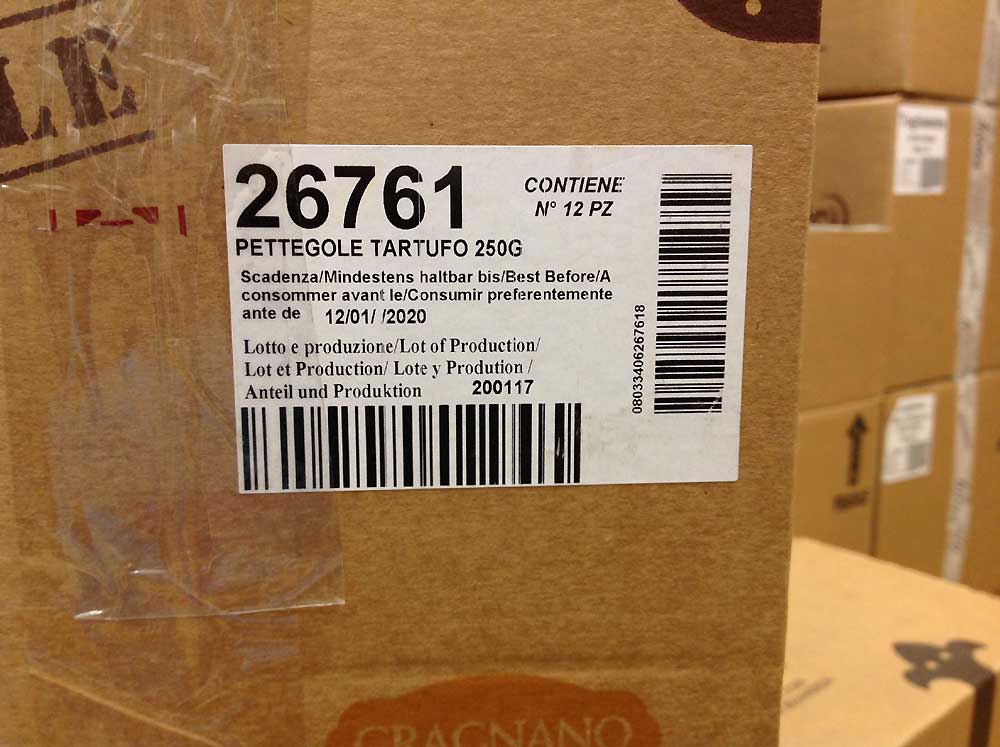 LE
26761
CONTIENE
N° 12 PZ
PETTEGOLE TARTUFO 250G
Scadenza/Mindestens haltbar bis/Best Before/A
consommer avant le/Consumir preferentemente
ante de 12/01/ /2020
Lotto e produzione/Lot of Production/
Lot et Production/ Lote y Prodution /
Anteil und Produktion 200117
08033406267618
GRAGNANO